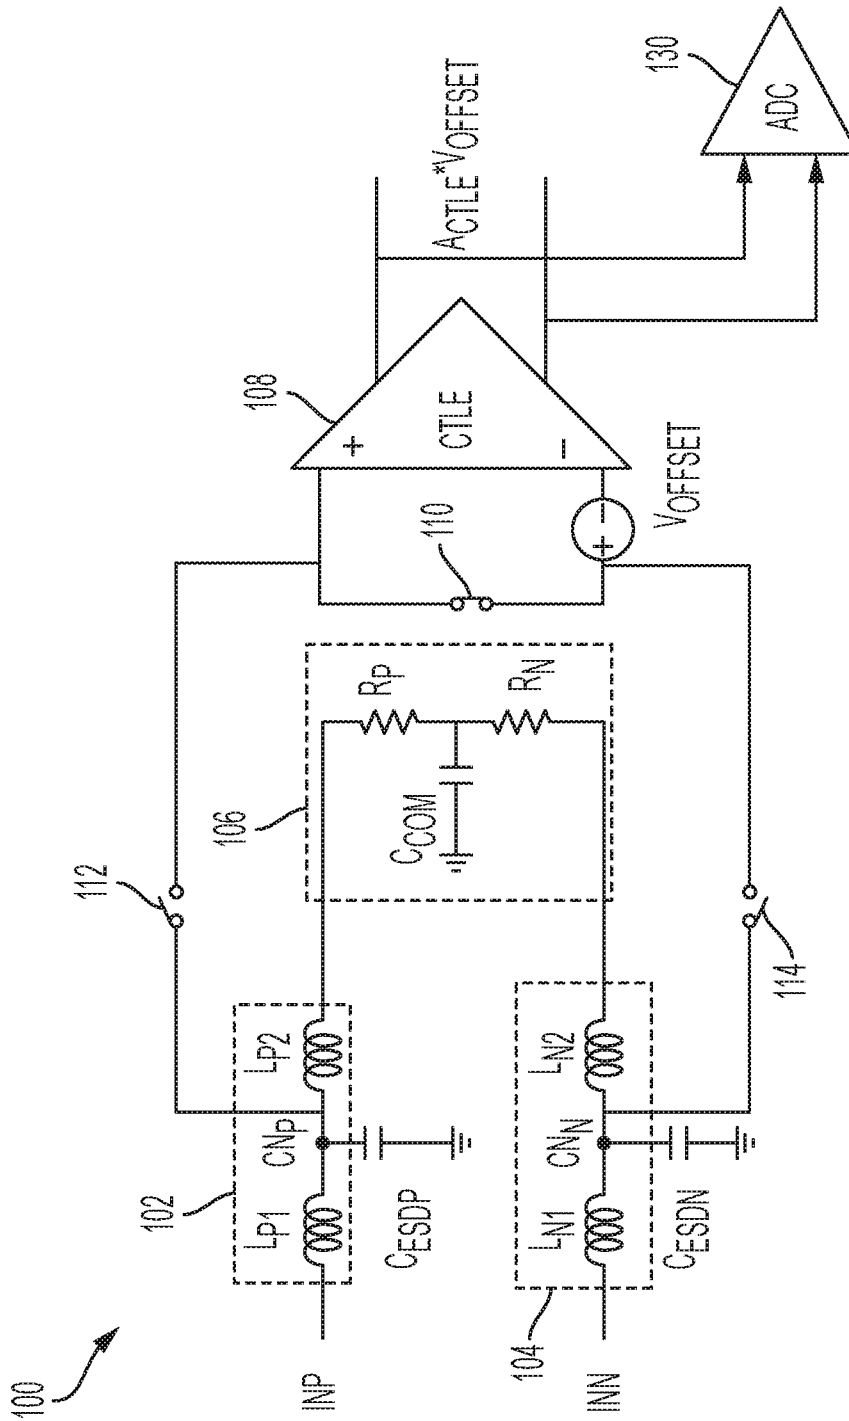 100
INP
INN
102
LP1
CNP
LP2
CESDP
104
LN1
CNN
LN2
CESDN
112
114
106
CCOM
RP
RN
110
VOFFSET
+
-
108
+
CTLE
-
ACTLE*VOFFSET
130
ADC